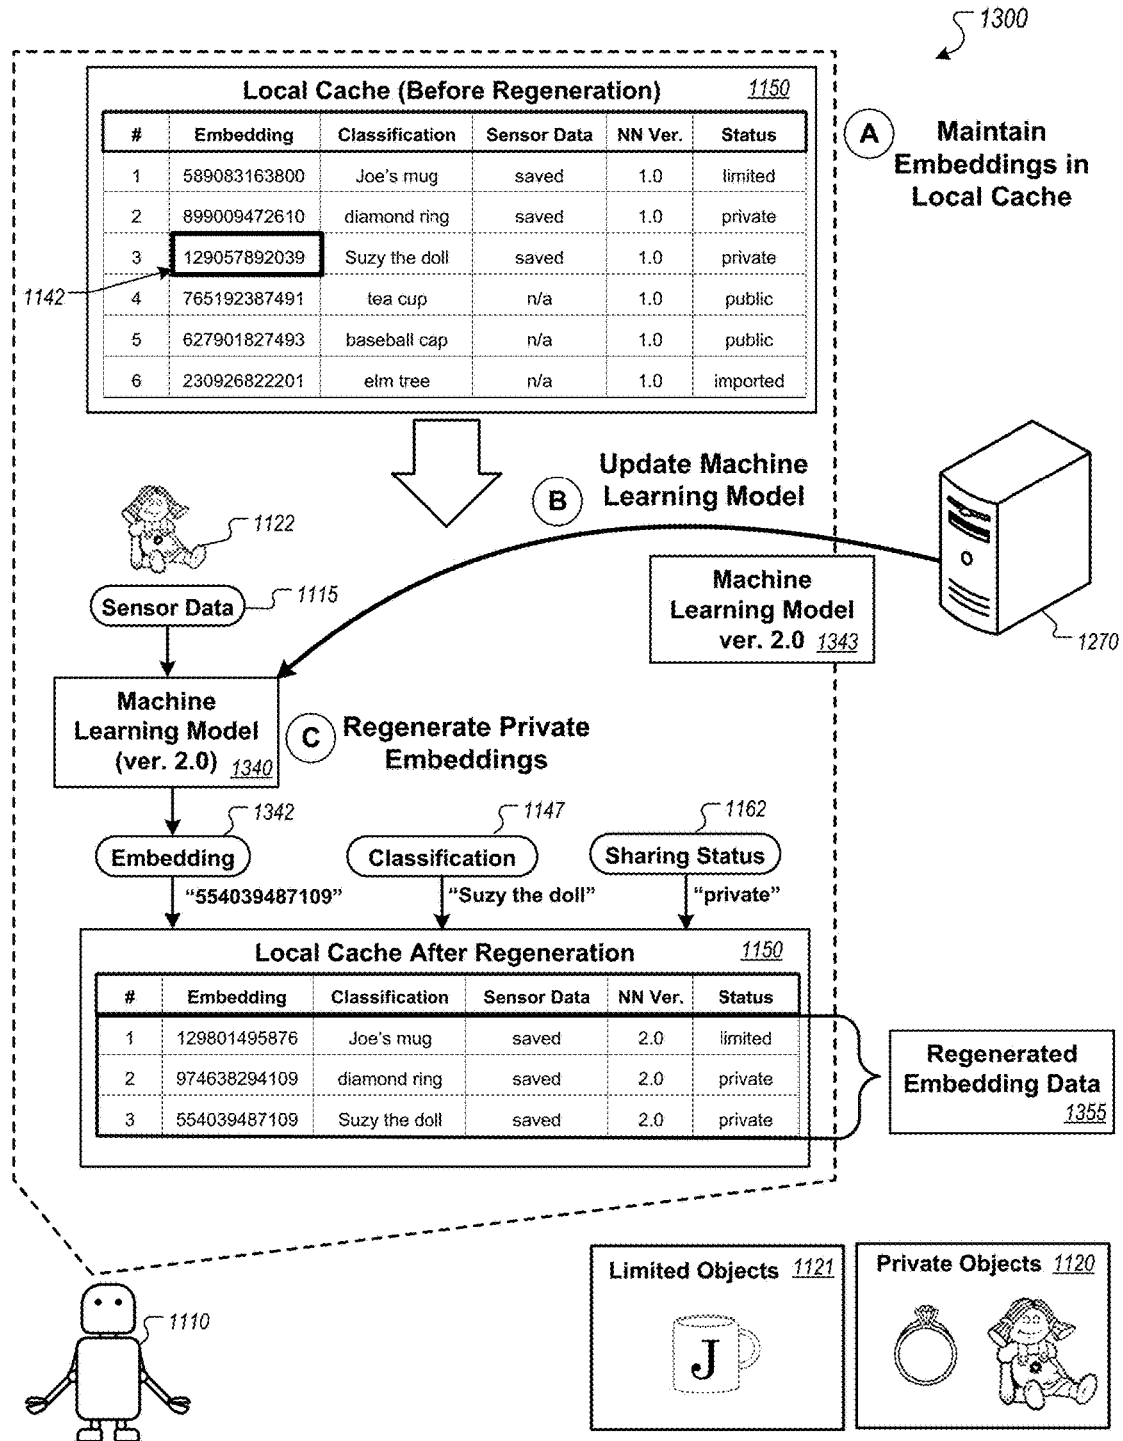 1300
Local Cache (Before Regeneration) 1150
# Embedding Classification Sensor Data NN Ver. Status
1 589083163800 Joe's mug saved 1.0 limited
2 899009472610 diamond ring saved 1.0 private
3 129057892039 Suzy the doll saved 1.0 private
4 765192387491 tea cup n/a 1.0 public
5 627901827493 baseball cap n/a 1.0 public
6 230926822201 elm tree n/a 1.0 imported
1142
A
Maintain
Embeddings in
Local Cache
B
Update Machine
Learning Model
1122
Sensor Data
1115
Machine
Learning Model
ver. 2.0 1343
1270
Machine
Learning Model
(ver. 2.0) 1340
C
Regenerate Private
Embeddings
1342
1147
1162
Embedding
Classification
Sharing Status
“554039487109”
“Suzy the doll”
“private”
Local Cache After Regeneration 1150
# Embedding Classification Sensor Data NN Ver. Status
1 129801495876 Joe's mug saved 2.0 limited
2 974638294109 diamond ring saved 2.0 private
3 554039487109 Suzy the doll saved 2.0 private
Regenerated
Embedding Data
1355
1110
Limited Objects 1121
J
Private Objects 1120